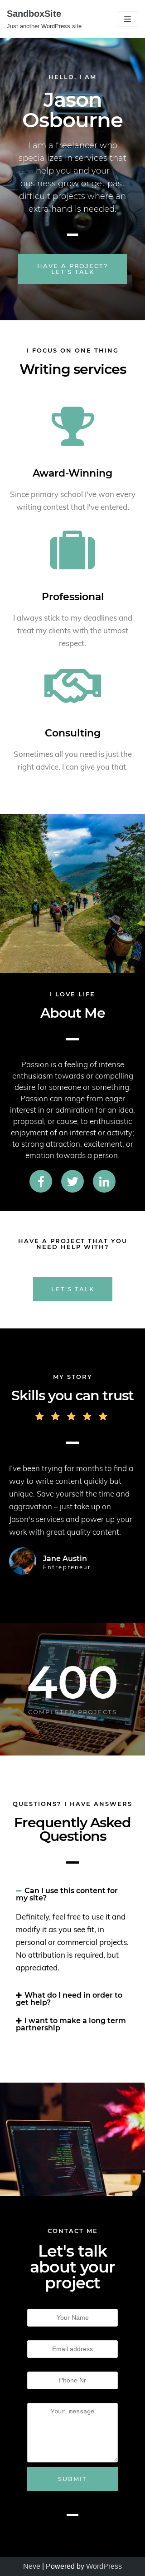 SandboxSite
Just another WordPress site
HELLO, I AM
Jason
Osbourne
I am a freelancer who
specializes in services that
help you and your
business grow or get past
difficult projects where an
extra hand is needed.
HAVE A PROJECT?
LET'S TALK
I FOCUS ON ONE THING
Writing services
Award-Winning
Since primary school I've won every
writing contest that I've entered.
Professional
I always stick to my deadlines and
treat my clients with the utmost
respect.
Consulting
Sometimes all you need is just the
right advice. I can give you that.
I LOVE LIFE
About Me
Passion is a feeling of intense
enthusiasm towards or compelling
desire for someone or something.
Passion can range from eager
interest in or admiration for an idea,
proposal, or cause; to enthusiastic
enjoyment of an interest or activity;
to strong attraction, excitement, or
emotion towards a person.
HAVE A PROJECT THAT YOU
NEED HELP WITH?
LET'S TALK
MY STORY
Skills you can trust
I've been trying for months to find a
way to write content quickly but
unique. Save yourself the time and
aggravation – just take up on
Jason's services and power up your
work with great quality content.
Jane Austin
Entrepreneur
400
COMPLETED PROJECTS
QUESTIONS? I HAVE ANSWERS
Frequently Asked
Questions
Can I use this content for
my site?
Definitely, feel free to use it and
modify it as you see fit, in
personal or commercial projects.
No attribution is required, but
appreciated.
What do I need in order to
get help?
I want to make a long term
partnership
CONTACT ME
Let's talk
about your
project
Your Name
Email address
Phone Nr
Your message
SUBMIT
Neve | Powered by WordPress